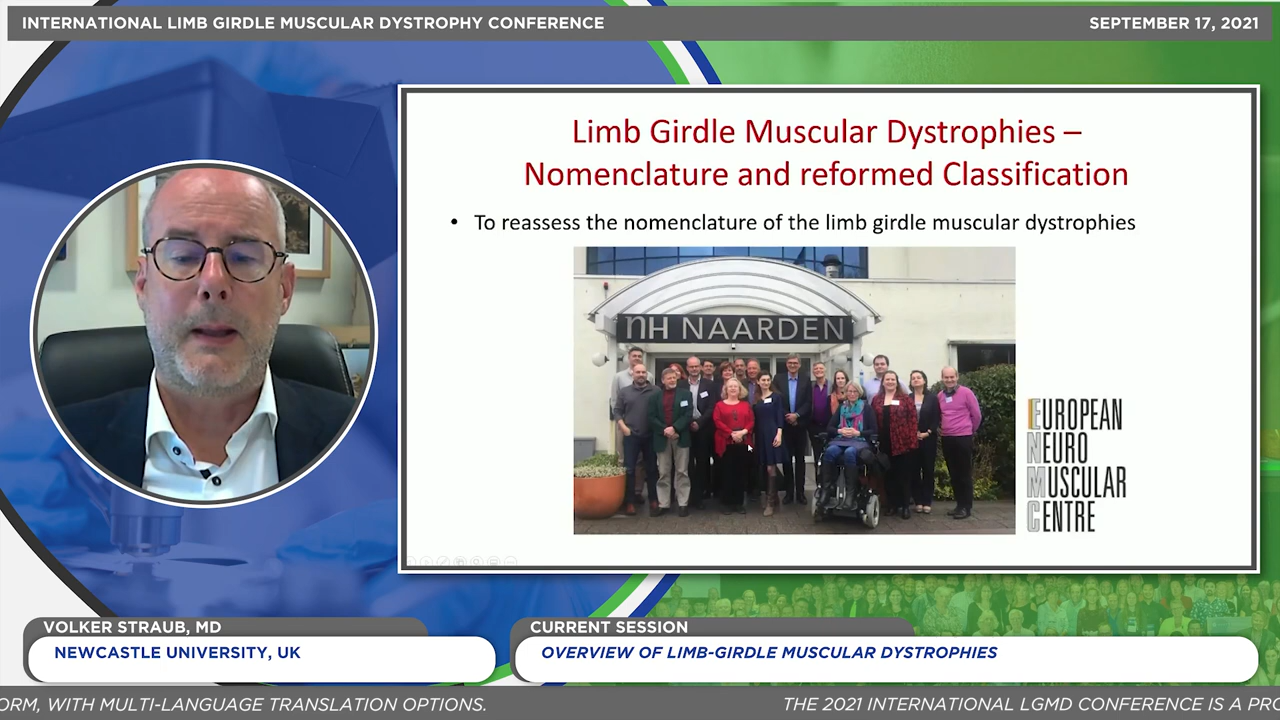 INTERNATIONAL LIMB GIRDLE MUSCULAR DYSTROPHY CONFERENCE
SEPTEMBER 17, 2021
Limb Girdle Muscular Dystrophies –
Nomenclature and reformed Classification
• To reassess the nomenclature of the limb girdle muscular dystrophies
nH NAARDEN
EUROPEAN
NEURO
MUSCULAR
CENTRE
VOLKER STRAUB, MD
NEWCASTLE UNIVERSITY, UK
CURRENT SESSION
OVERVIEW OF LIMB-GIRDLE MUSCULAR DYSTROPHIES
ORM, WITH MULTI-LANGUAGE TRANSLATION OPTIONS.
THE 2021 INTERNATIONAL LGMD CONFERENCE IS A PRO